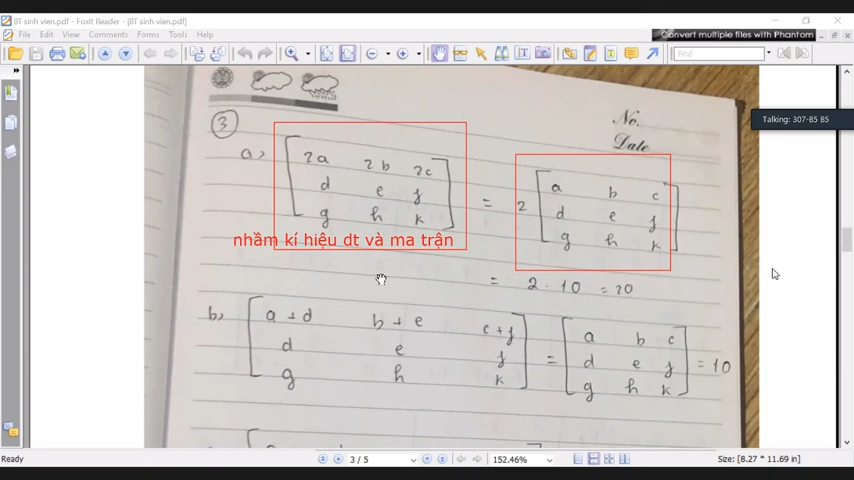 BT sinh vien.pdf - Foxit Reader - [BT sinh vien.pdf]
File Edit View Comments Forms Tools Help
Convert multiple files with Phantom
Find
Talking: 307-B5 B5
No.
Date
3
a, [2a 2b 2c
d e f
g h k] = 2 [a b c
d e f
g h k]
nhầm kí hiệu dt và ma trận
= 2 . 10 = 20
b, [a + d b + e c + f
d e f
g h k] = [a b c
d e f
g h k] = 10
Ready 3 / 5 152.46% Size: [8.27 * 11.69 in]